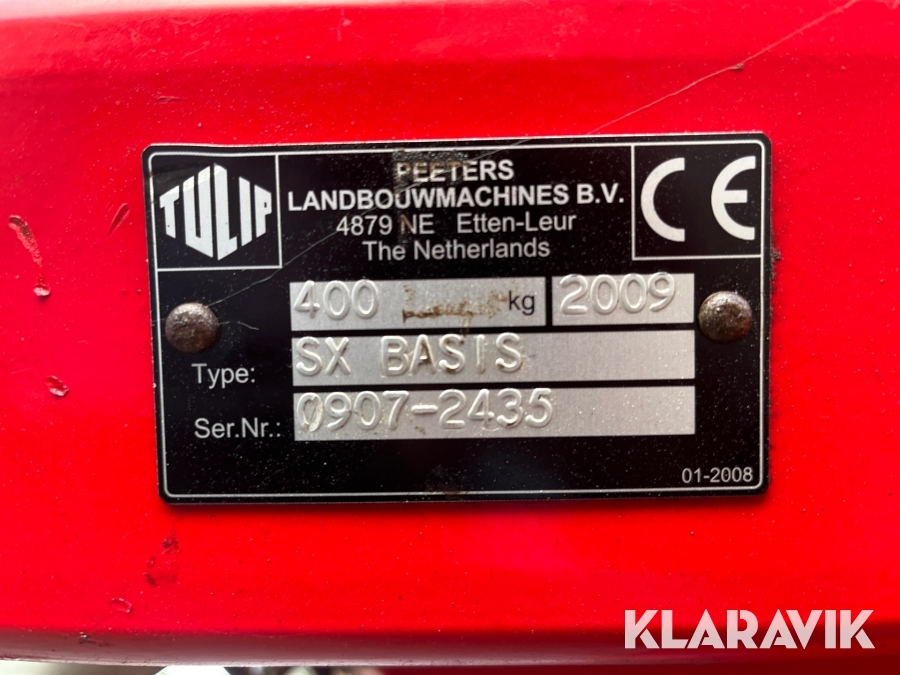 TULIP
PEETERS
LANDBOUWMACHINES B.V.
4879 NE Etten-Leur
The Netherlands
CE
400 kg 2009
Type: SX BASIS
Ser.Nr.: 0907-2435
01-2008
KLARAVIK